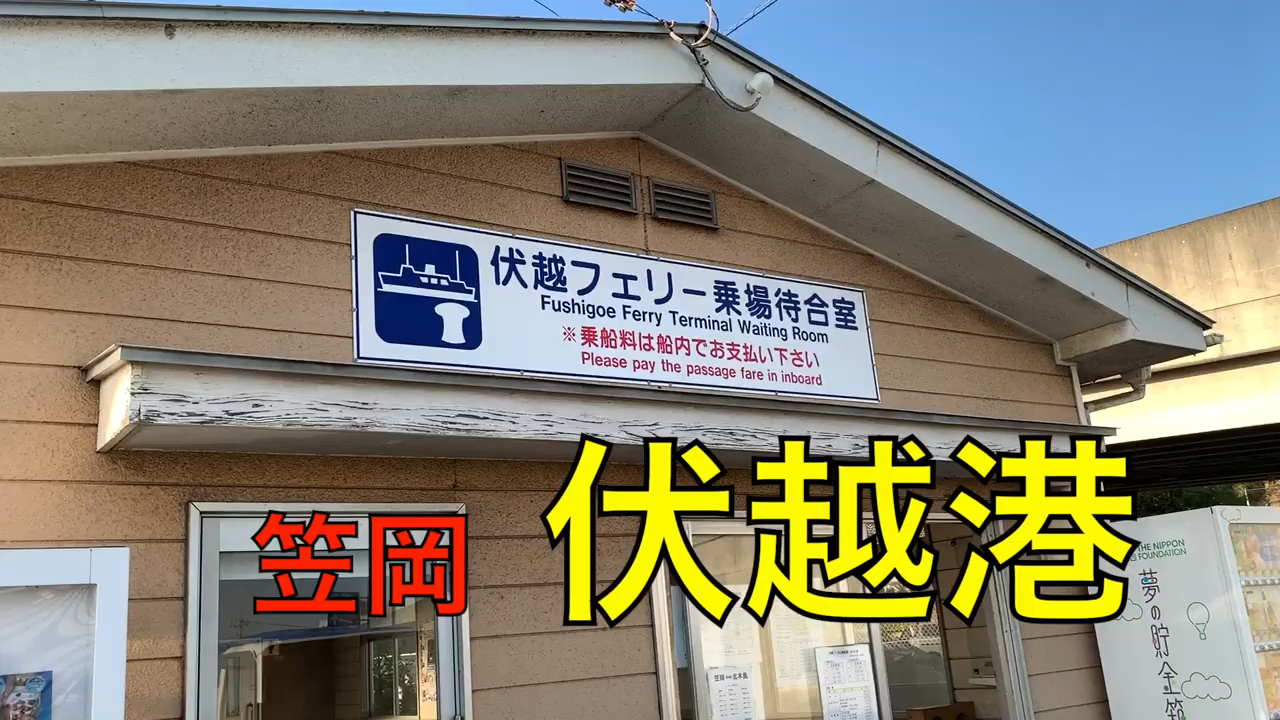 伏越フェリー乗場待合室
Fushigoe Ferry Terminal Waiting Room
※乗船料は船内でお支払い下さい
Please pay the passage fare in inboard
笠岡 伏越港
THE NIPPON
FOUNDATION
夢の貯金箱